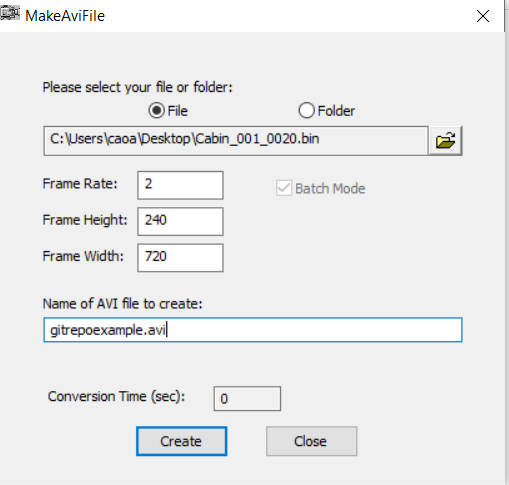 MakeAviFile
Please select your file or folder:
File Folder
C:\Users\caoa\Desktop\Cabin_001_0020.bin
Frame Rate: 2 Batch Mode
Frame Height: 240
Frame Width: 720
Name of AVI file to create:
gitrepoexample.avi
Conversion Time (sec): 0
Create Close